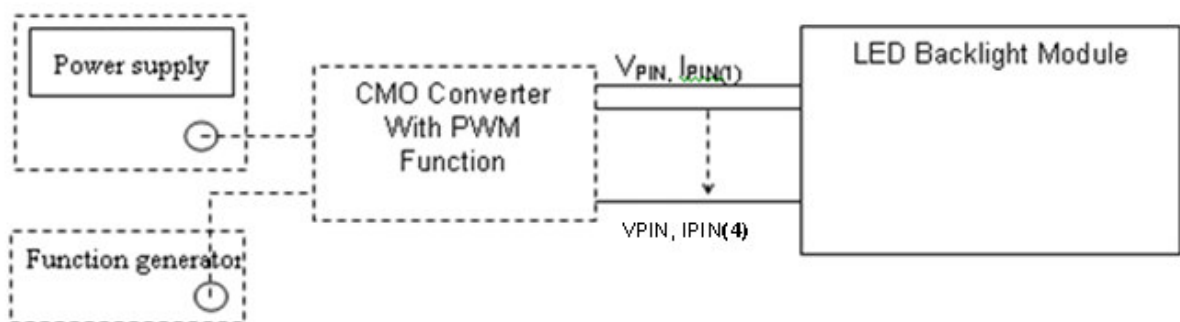 Power supply
CMO Converter
With PWM
Function
VPIN, IPIN(1)
LED Backlight Module
VPIN, IPIN(4)
Function generator